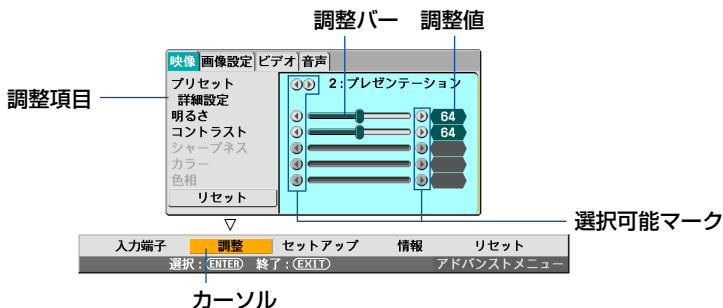 調整バー 調整値
映像 画像設定 ビデオ 音声
調整項目
プリセット 2:プレゼンテーション
詳細設定
明るさ 64
コントラスト 64
シャープネス
カラー
色相
リセット
選択可能マーク
入力端子 調整 セットアップ 情報 リセット
選択:ENTER 終了:EXIT アドバンストメニュー
カーソル